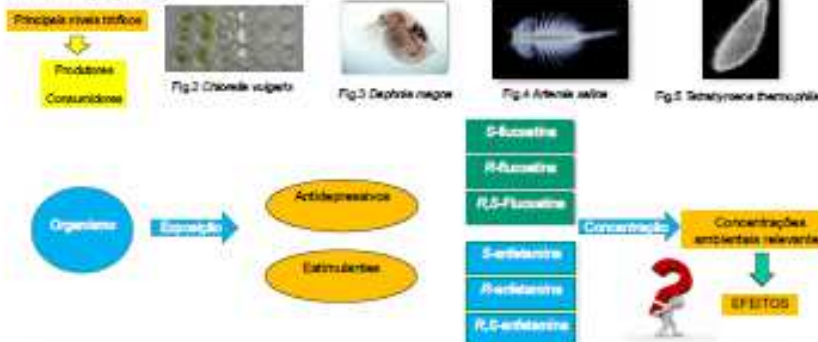 Principais níveis tróficos
Produtores
Consumidores
Fig.2 Chlorella vulgaris
Fig.3 Daphnia magna
Fig.4 Artemia salina
Fig.5 Tetrahymena thermophila
Organismo
Exposição
Antidepressivos
Estimulantes
S-fluoxetina
R-fluoxetina
R,S-Fluoxetina
S-anfetamina
R-anfetamina
R,S-anfetamina
Concentração
Concentrações
ambientais relevantes
EFEITOS